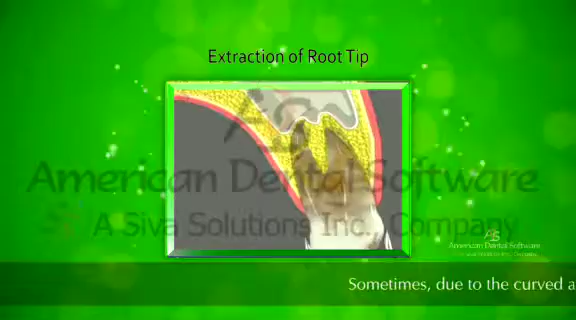 Extraction of Root Tip
American Dental Software
A Siva Solutions Inc., Company
AS
American Dental Software
Sometimes, due to the curved a